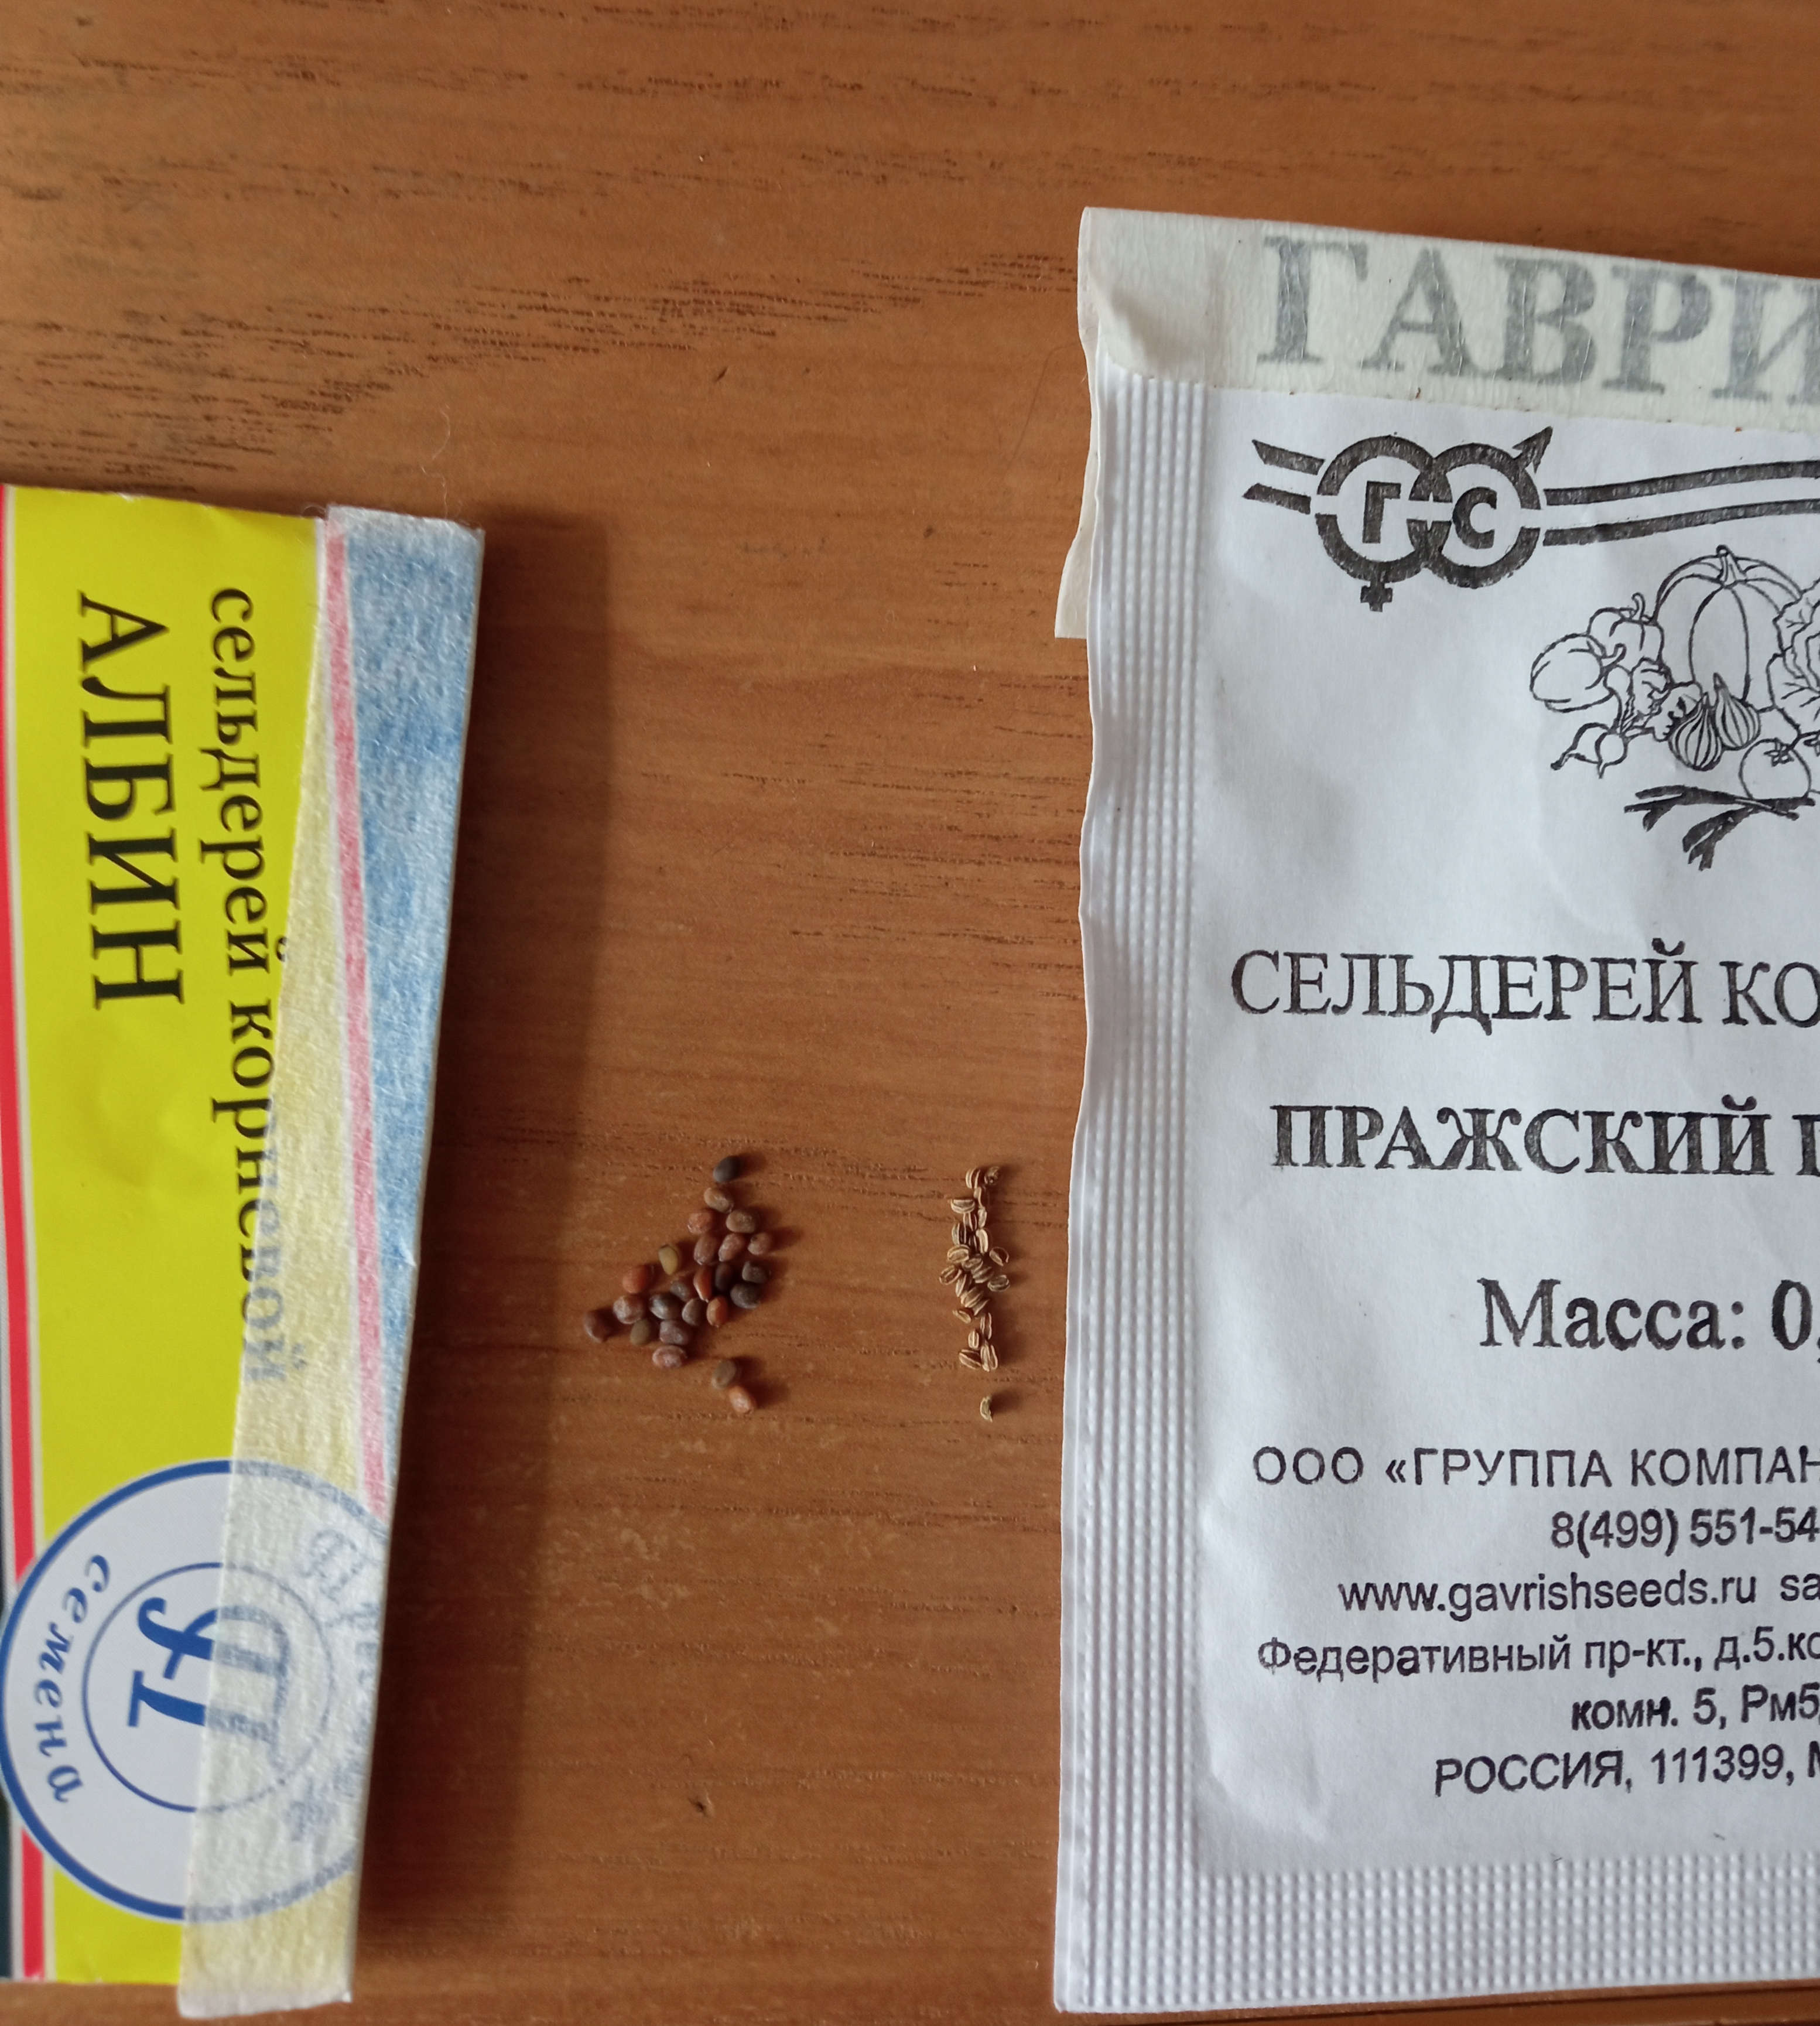 сельдерей корневой
АЛБИН
семена
ГАВРИ
ГС
СЕЛЬДЕРЕЙ КО
ПРАЖСКИЙ
Масса: 0,
ООО «ГРУППА КОМПАН
8(499) 551-54
www.gavrishseeds.ru sa
Федеративный пр-кт., д.5.ко
комн. 5, Рм5
РОССИЯ, 111399,